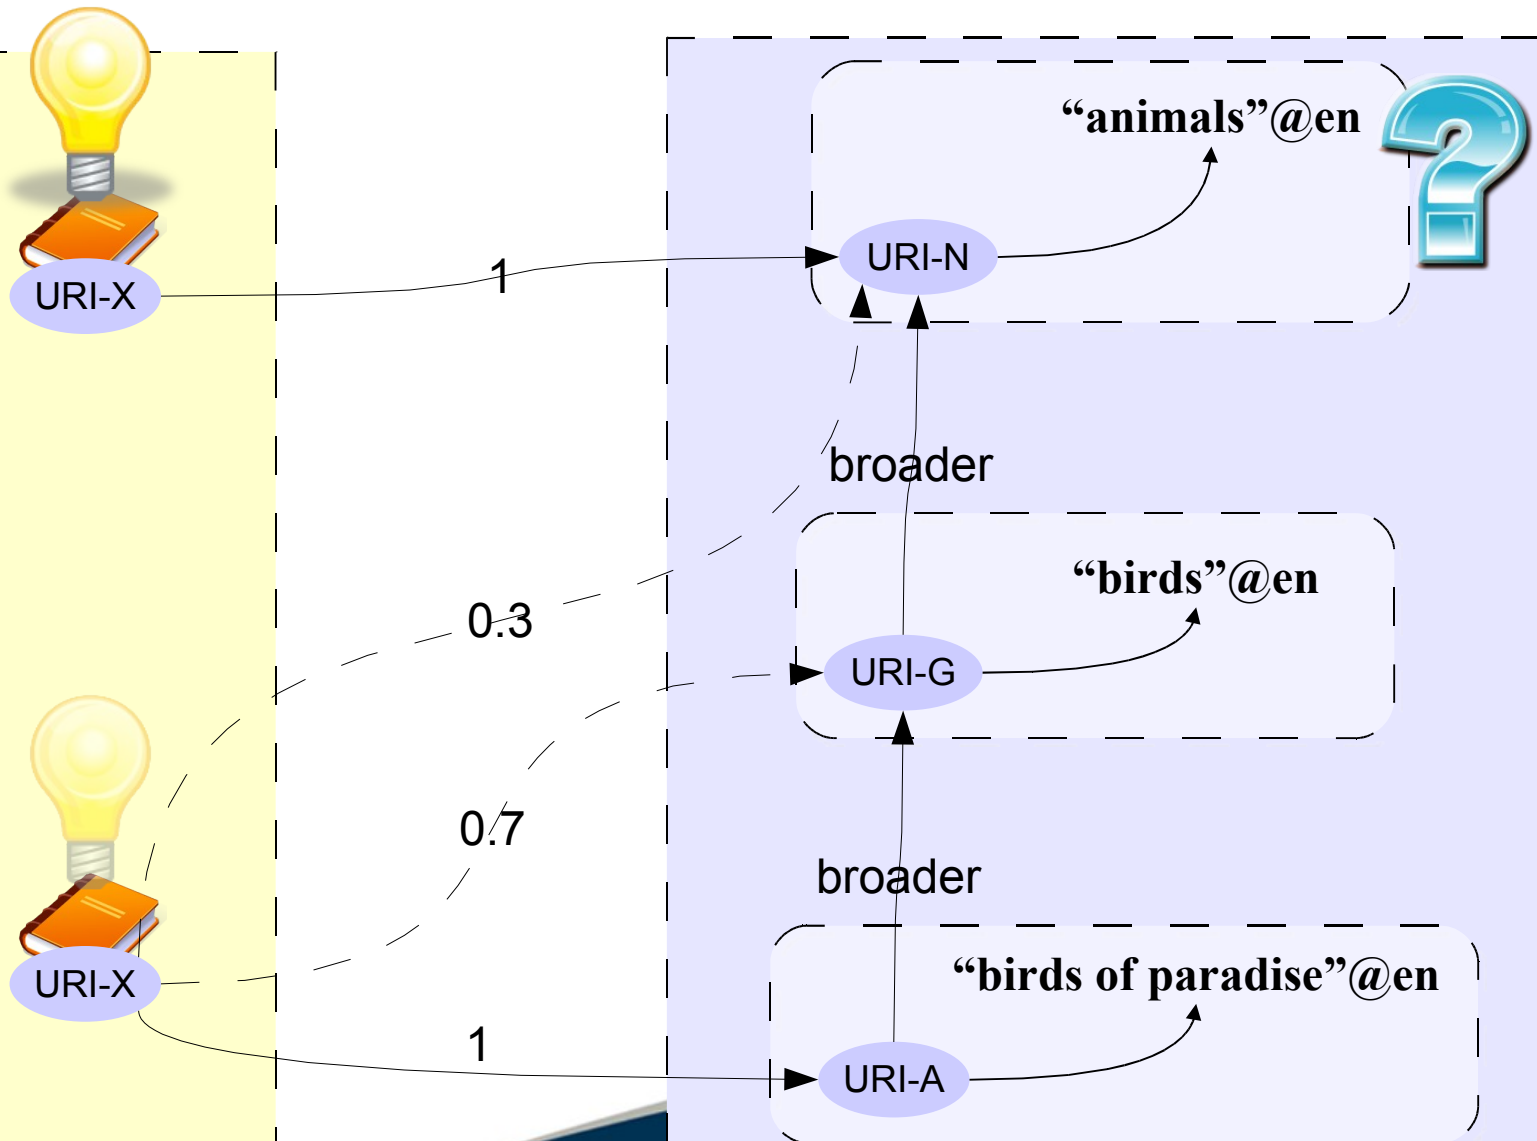 “animals”@en
URI-N
URI-X
1
broader
“birds”@en
0.3
URI-G
0.7
broader
“birds of paradise”@en
URI-X
1
URI-A